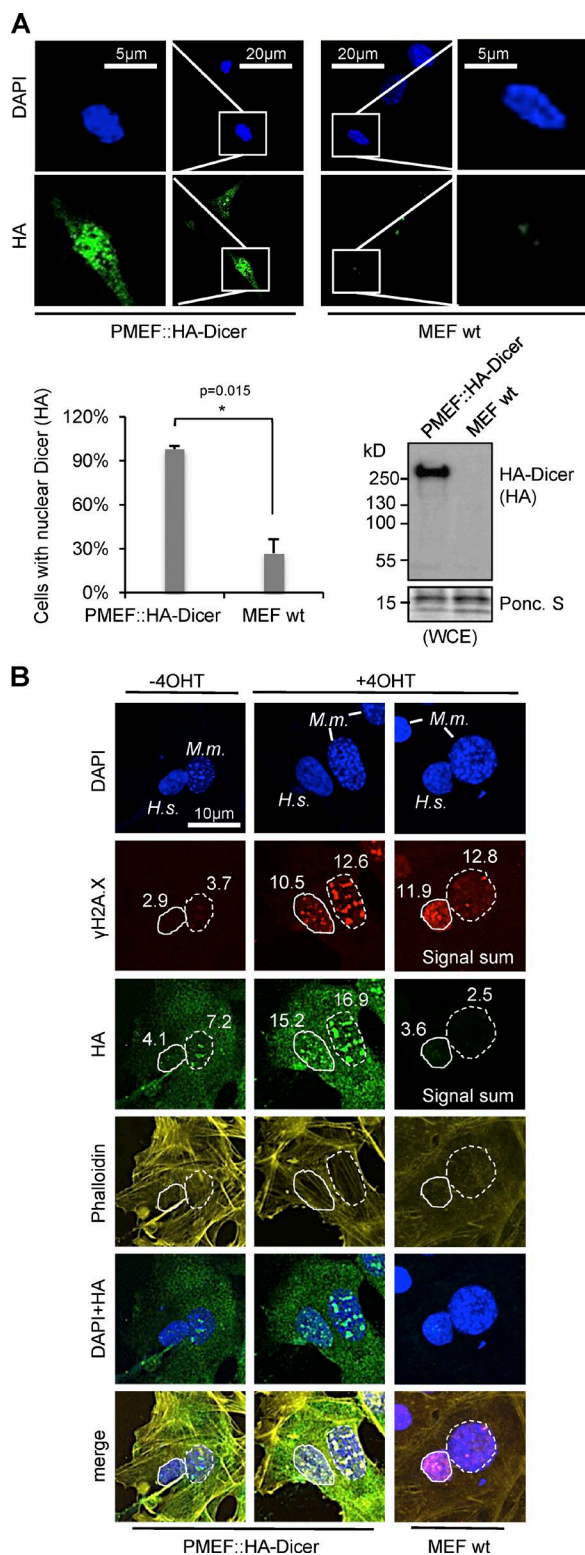 A
5µm 20µm 20µm 5µm
DAPI
HA
PMEF::HA-Dicer MEF wt
p=0.015
*
Cells with nuclear Dicer (HA)
120%
90%
60%
30%
0%
PMEF::HA-Dicer MEF wt
PMEF::HA-Dicer
MEF wt
kD
250
130
100
55
15
HA-Dicer
(HA)
Ponc. S
(WCE)
B
-4OHT +4OHT
DAPI
M.m. M.m. M.m.
H.s. H.s. H.s.
10µm
γH2A.X
2.9 3.7 10.5 12.6 11.9 12.8
Signal sum
HA
4.1 7.2 15.2 16.9 3.6 2.5
Signal sum
Phalloidin
DAPI+HA
merge
PMEF::HA-Dicer MEF wt